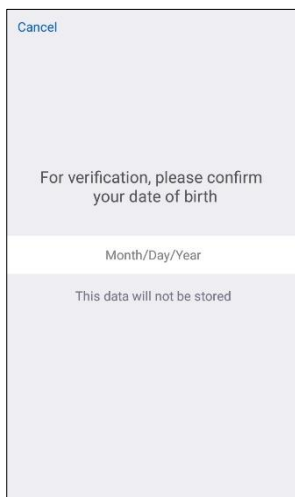 Cancel
For verification, please confirm
your date of birth
Month/Day/Year
This data will not be stored